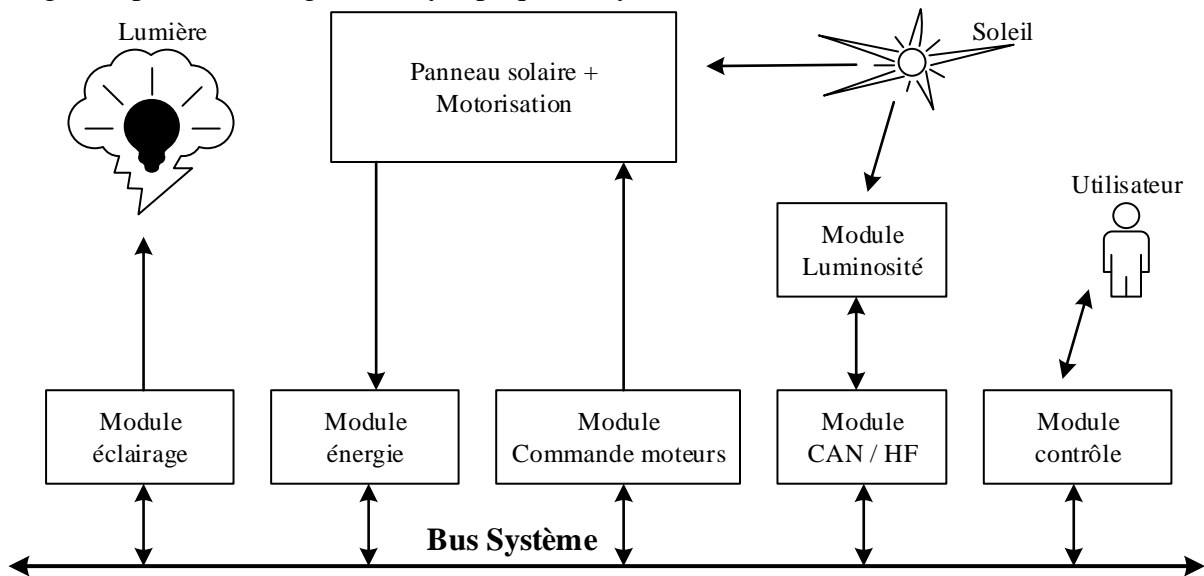 Lumière
Soleil
Panneau solaire +
Motorisation
Utilisateur
Module
Luminosité
Module
éclairage
Module
énergie
Module
Commande moteurs
Module
CAN / HF
Module
contrôle
Bus Système